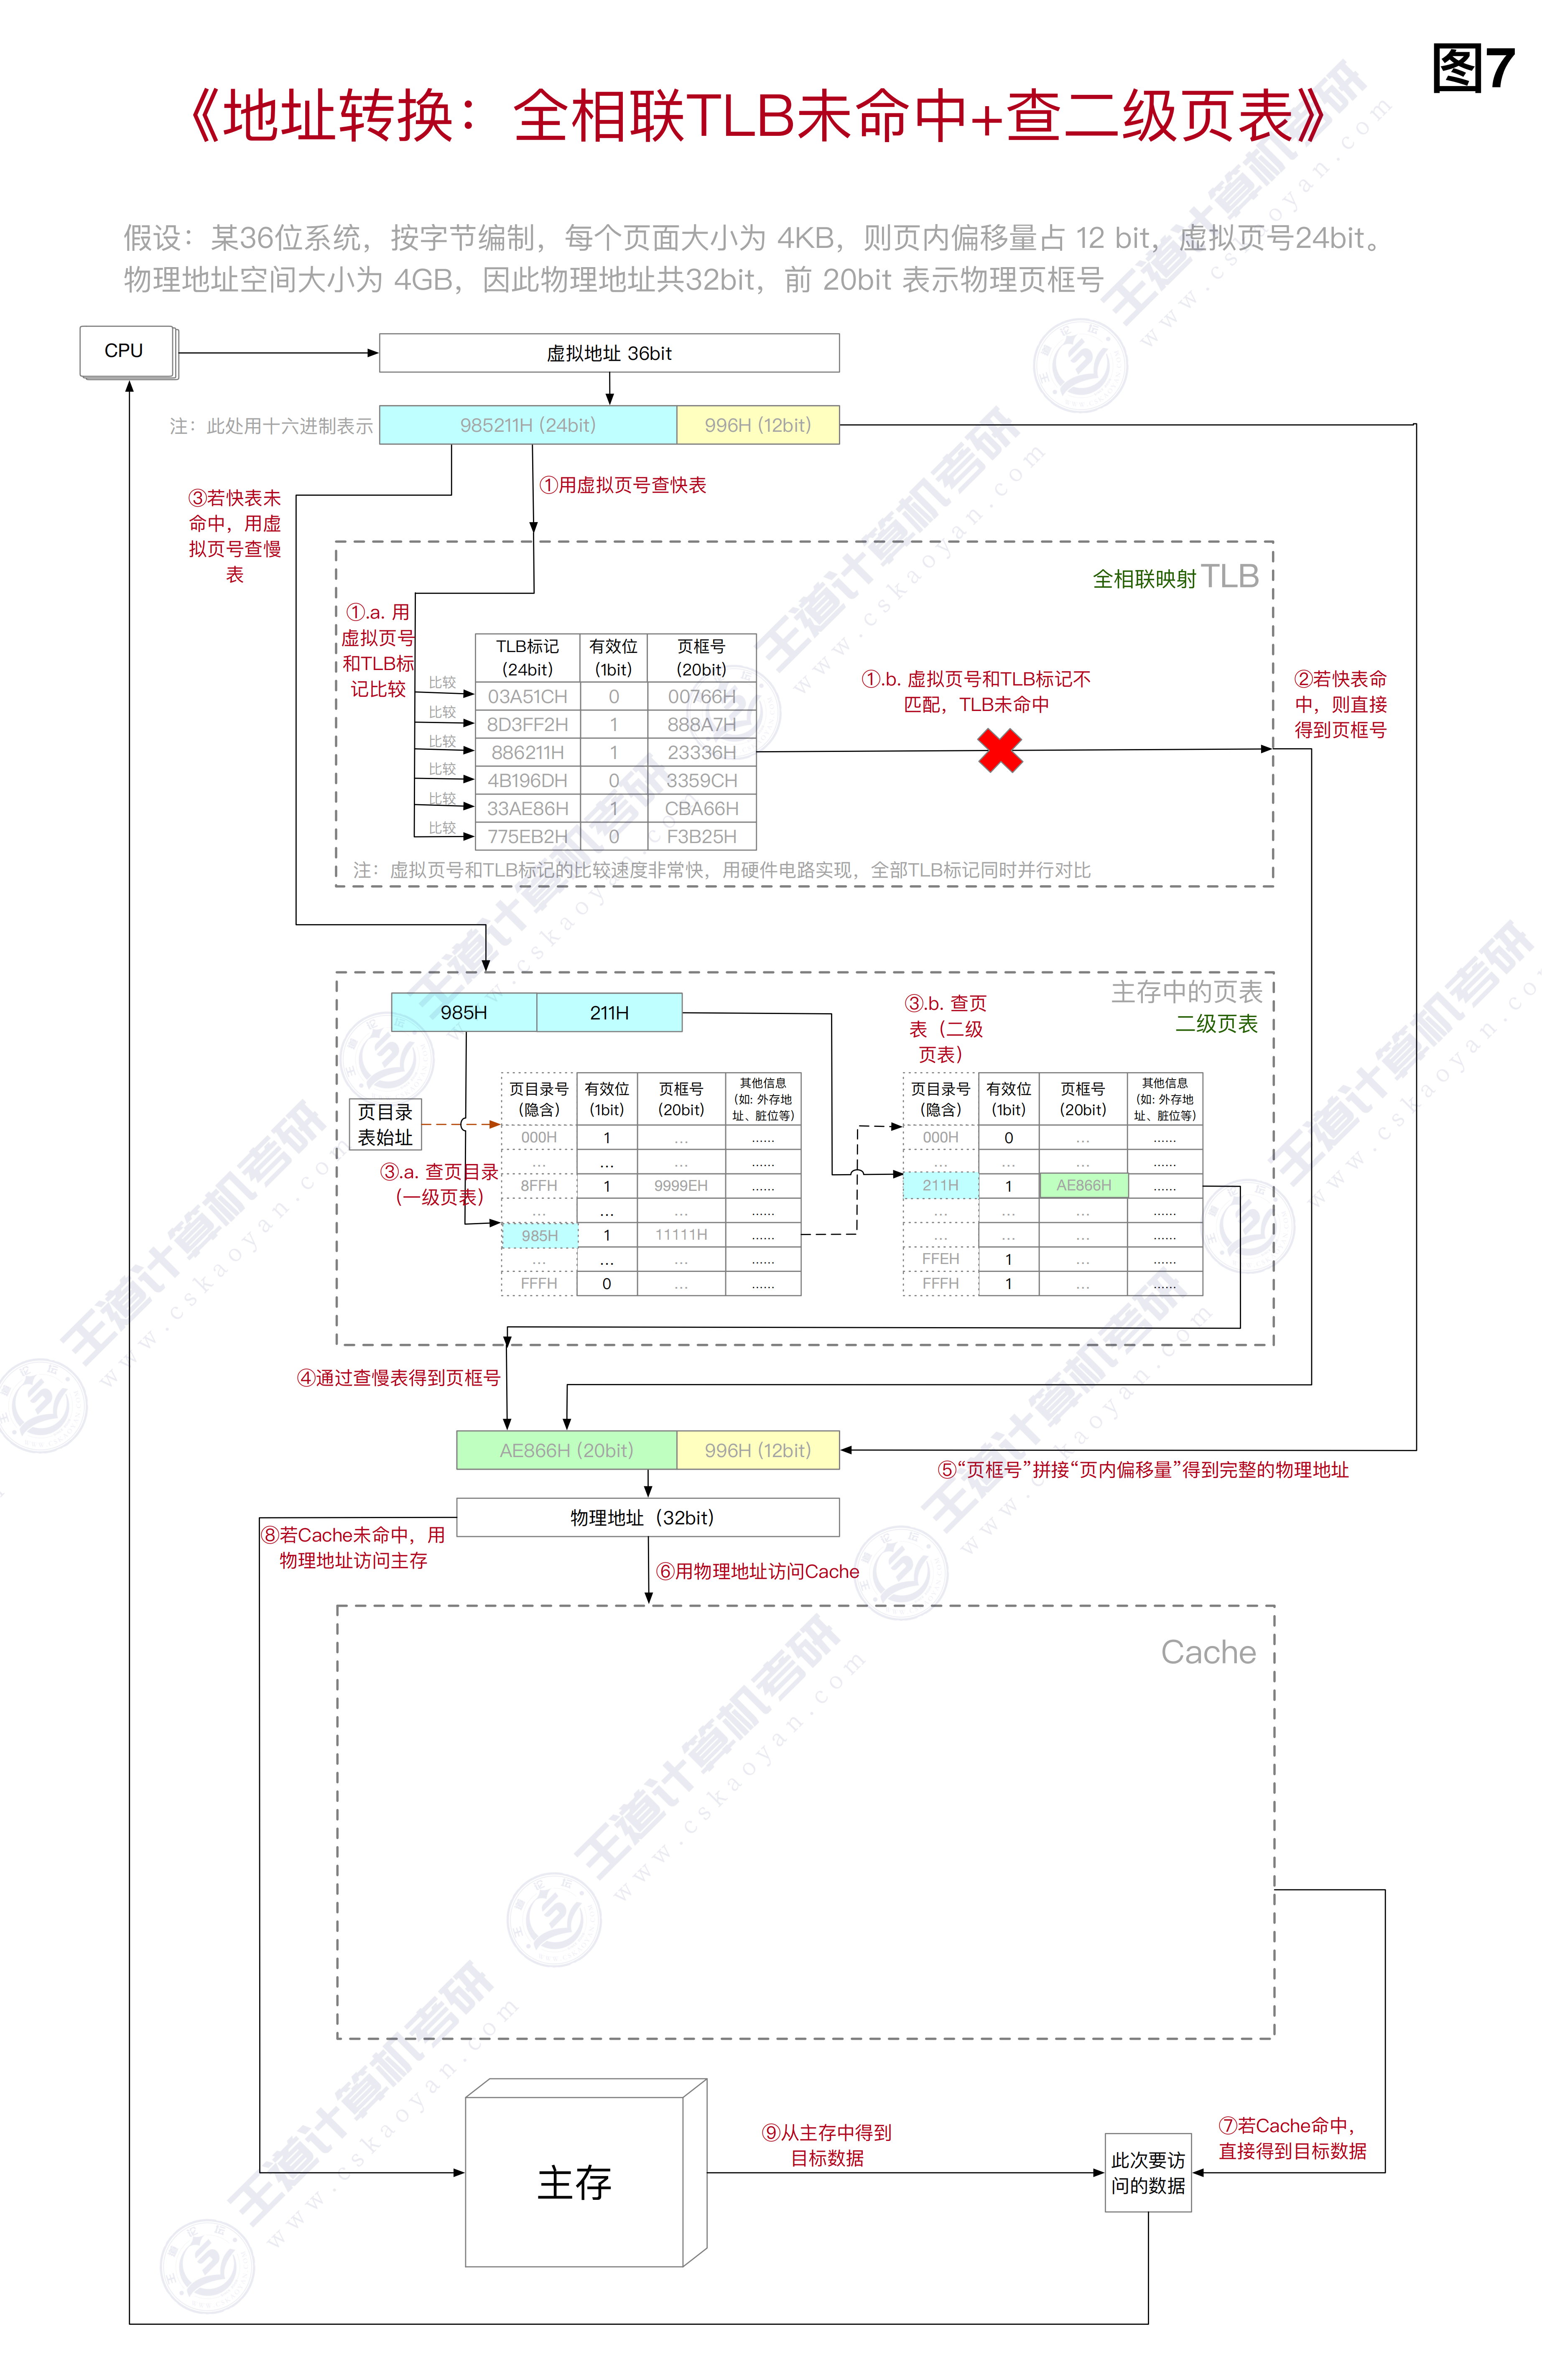 图7
《地址转换：全相联TLB未命中+查二级页表》
假设：某36位系统，按字节编制，每个页面大小为 4KB，则页内偏移量占 12 bit，虚拟页号24bit。
物理地址空间大小为 4GB，因此物理地址共32bit，前 20bit 表示物理页框号
CPU
虚拟地址 36bit
注：此处用十六进制表示
985211H (24bit)
996H (12bit)
①用虚拟页号查快表
③若快表未
命中，用虚
拟页号查慢
表
全相联映射 TLB
①.a. 用
虚拟页号
和TLB标
记比较
TLB标记 有效位 页框号
(24bit) (1bit) (20bit)
比较 03A51CH 0 00766H
比较 8D3FF2H 1 888A7H
比较 886211H 1 23336H
比较 4B196DH 0 3359CH
比较 33AE86H 1 CBA66H
比较 775EB2H 0 F3B25H
①.b. 虚拟页号和TLB标记不
匹配，TLB未命中
②若快表命
中，则直接
得到页框号
注：虚拟页号和TLB标记的比较速度非常快，用硬件电路实现，全部TLB标记同时并行对比
主存中的页表
二级页表
985H 211H
③.b. 查页
表（二级
页表）
页目录
表始址
③.a. 查页目录
（一级页表）
页目录号 有效位 页框号 其他信息
（隐含） (1bit) (20bit) （如: 外存地
址、脏位等）
000H 1 ... ......
... ... ... ......
8FFH 1 9999EH ......
... ... ... ......
985H 1 11111H ......
... ... ... ......
FFFH 0 ... ......
页目录号 有效位 页框号 其他信息
（隐含） (1bit) (20bit) （如: 外存地
址、脏位等）
000H 0 ... ......
... ... ... ......
211H 1 AE866H ......
... ... ... ......
... ... ... ......
FFEH 1 ... ......
FFFH 1 ... ......
④通过查慢表得到页框号
AE866H (20bit)
996H (12bit)
⑤“页框号”拼接“页内偏移量”得到完整的物理地址
物理地址（32bit）
⑧若Cache未命中，用
物理地址访问主存
⑥用物理地址访问Cache
Cache
主存
⑨从主存中得到
目标数据
此次要访
问的数据
⑦若Cache命中，
直接得到目标数据
王道计算机考研
www.cskaoyan.com